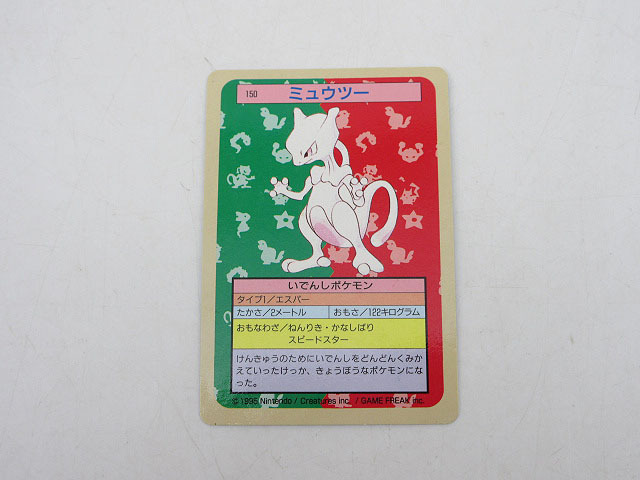 150 ミュウツー
いでんしポケモン
タイプ1/エスパー
たかさ/2メートル おもさ/122キログラム
おもなわざ/ねんりき・かなしばり
スピードスター
けんきゅうのためにいでんしをどんどんくみか
えていったけっか、きょうぼうなポケモンにな
った。
© 1995 Nintendo / Creatures inc. / GAME FREAK inc.